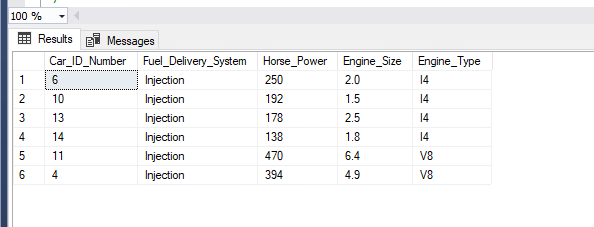 100 %
Results Messages
Car_ID_Number Fuel_Delivery_System Horse_Power Engine_Size Engine_Type
1 6 Injection 250 2.0 I4
2 10 Injection 192 1.5 I4
3 13 Injection 178 2.5 I4
4 14 Injection 138 1.8 I4
5 11 Injection 470 6.4 V8
6 4 Injection 394 4.9 V8